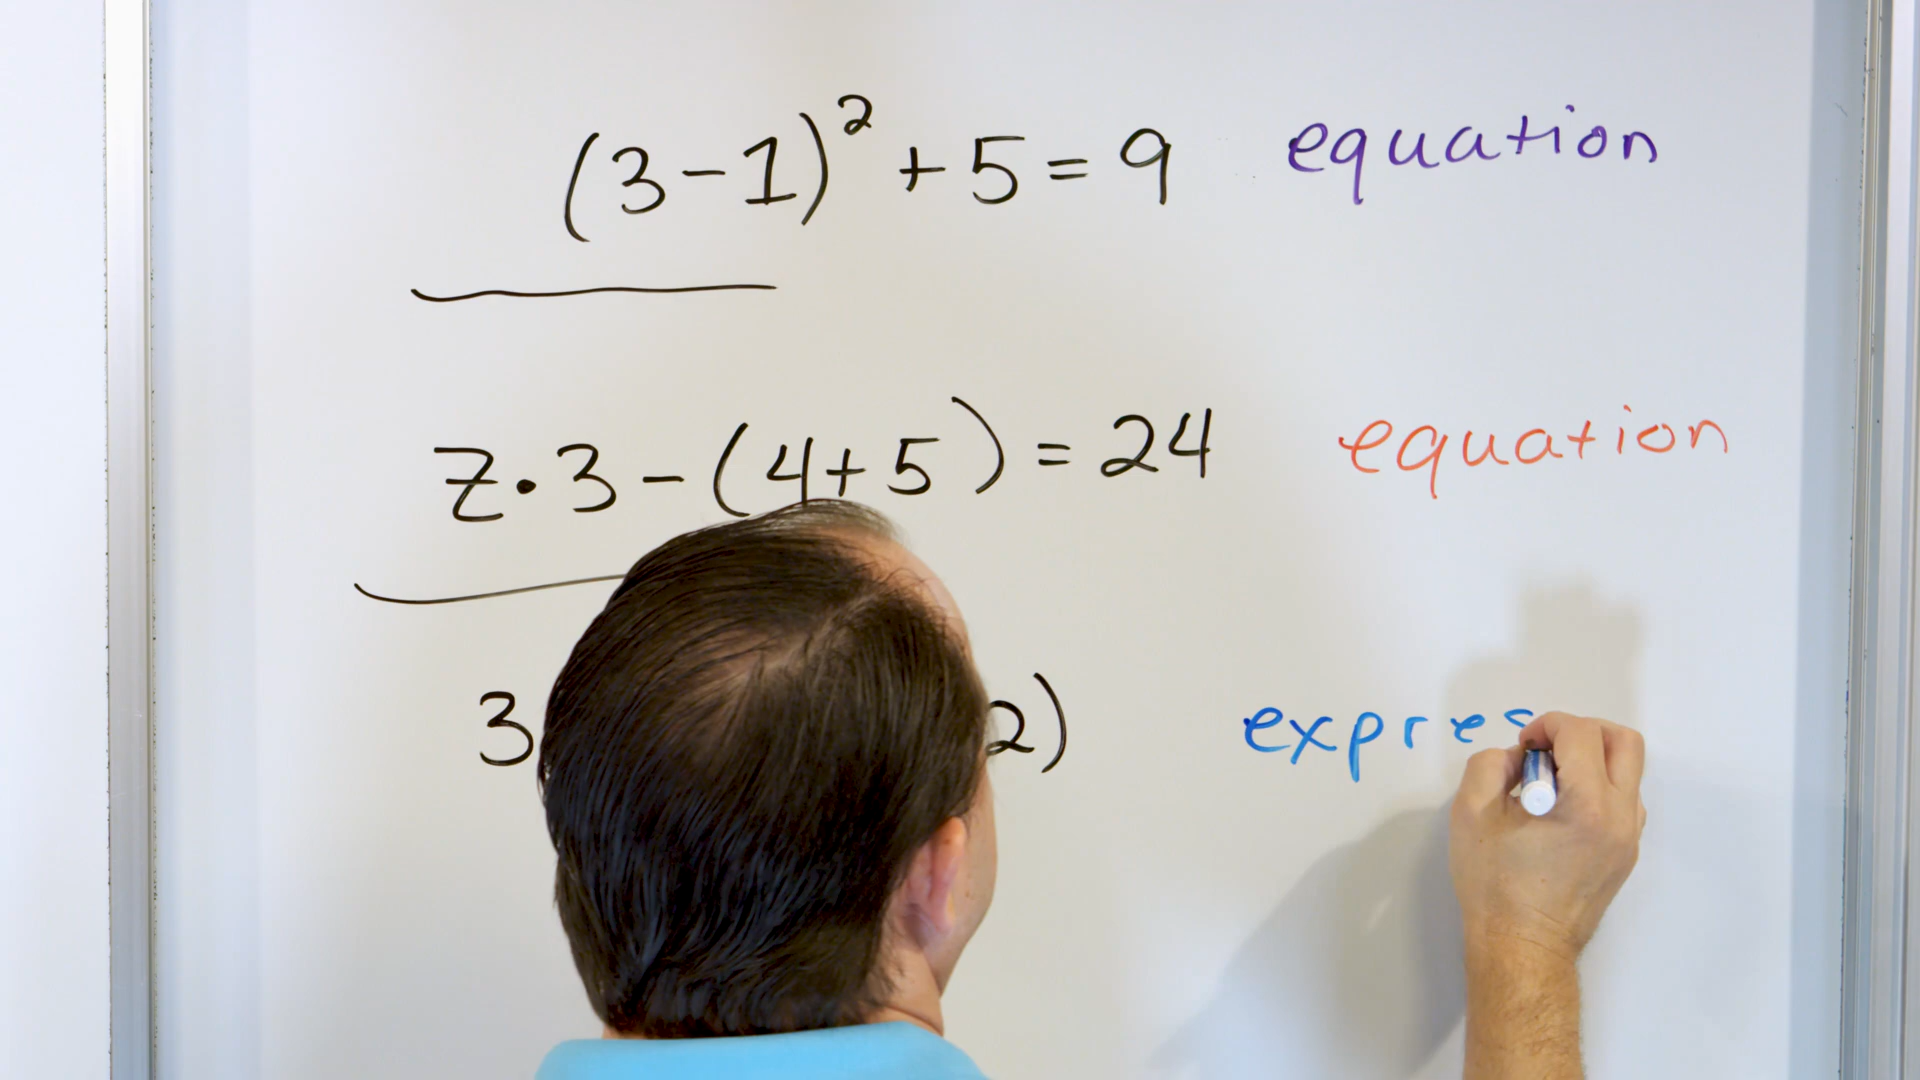 (3-1)² + 5 = 9 equation
z·3 - (4+5) = 24 equation
3 2) expres